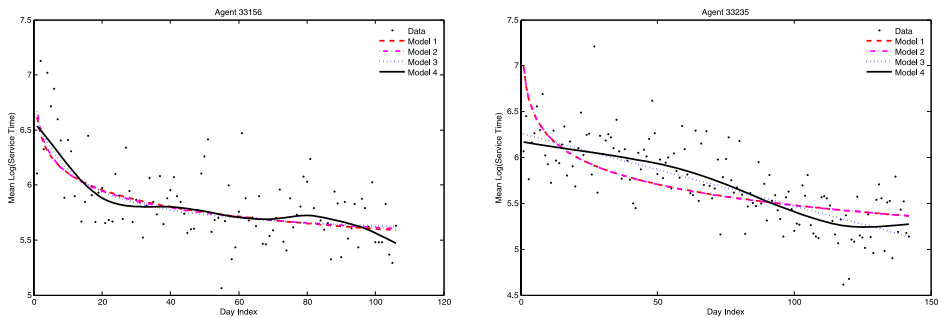 Agent 33156
7.5
7
6.5
6
5.5
5
Mean Log(Service Time)
0
20
40
60
80
100
120
Day Index
Data
Model 1
Model 2
Model 3
Model 4
Agent 33235
7.5
7
6.5
6
5.5
5
4.5
Mean Log(Service Time)
0
50
100
150
Day Index
Data
Model 1
Model 2
Model 3
Model 4